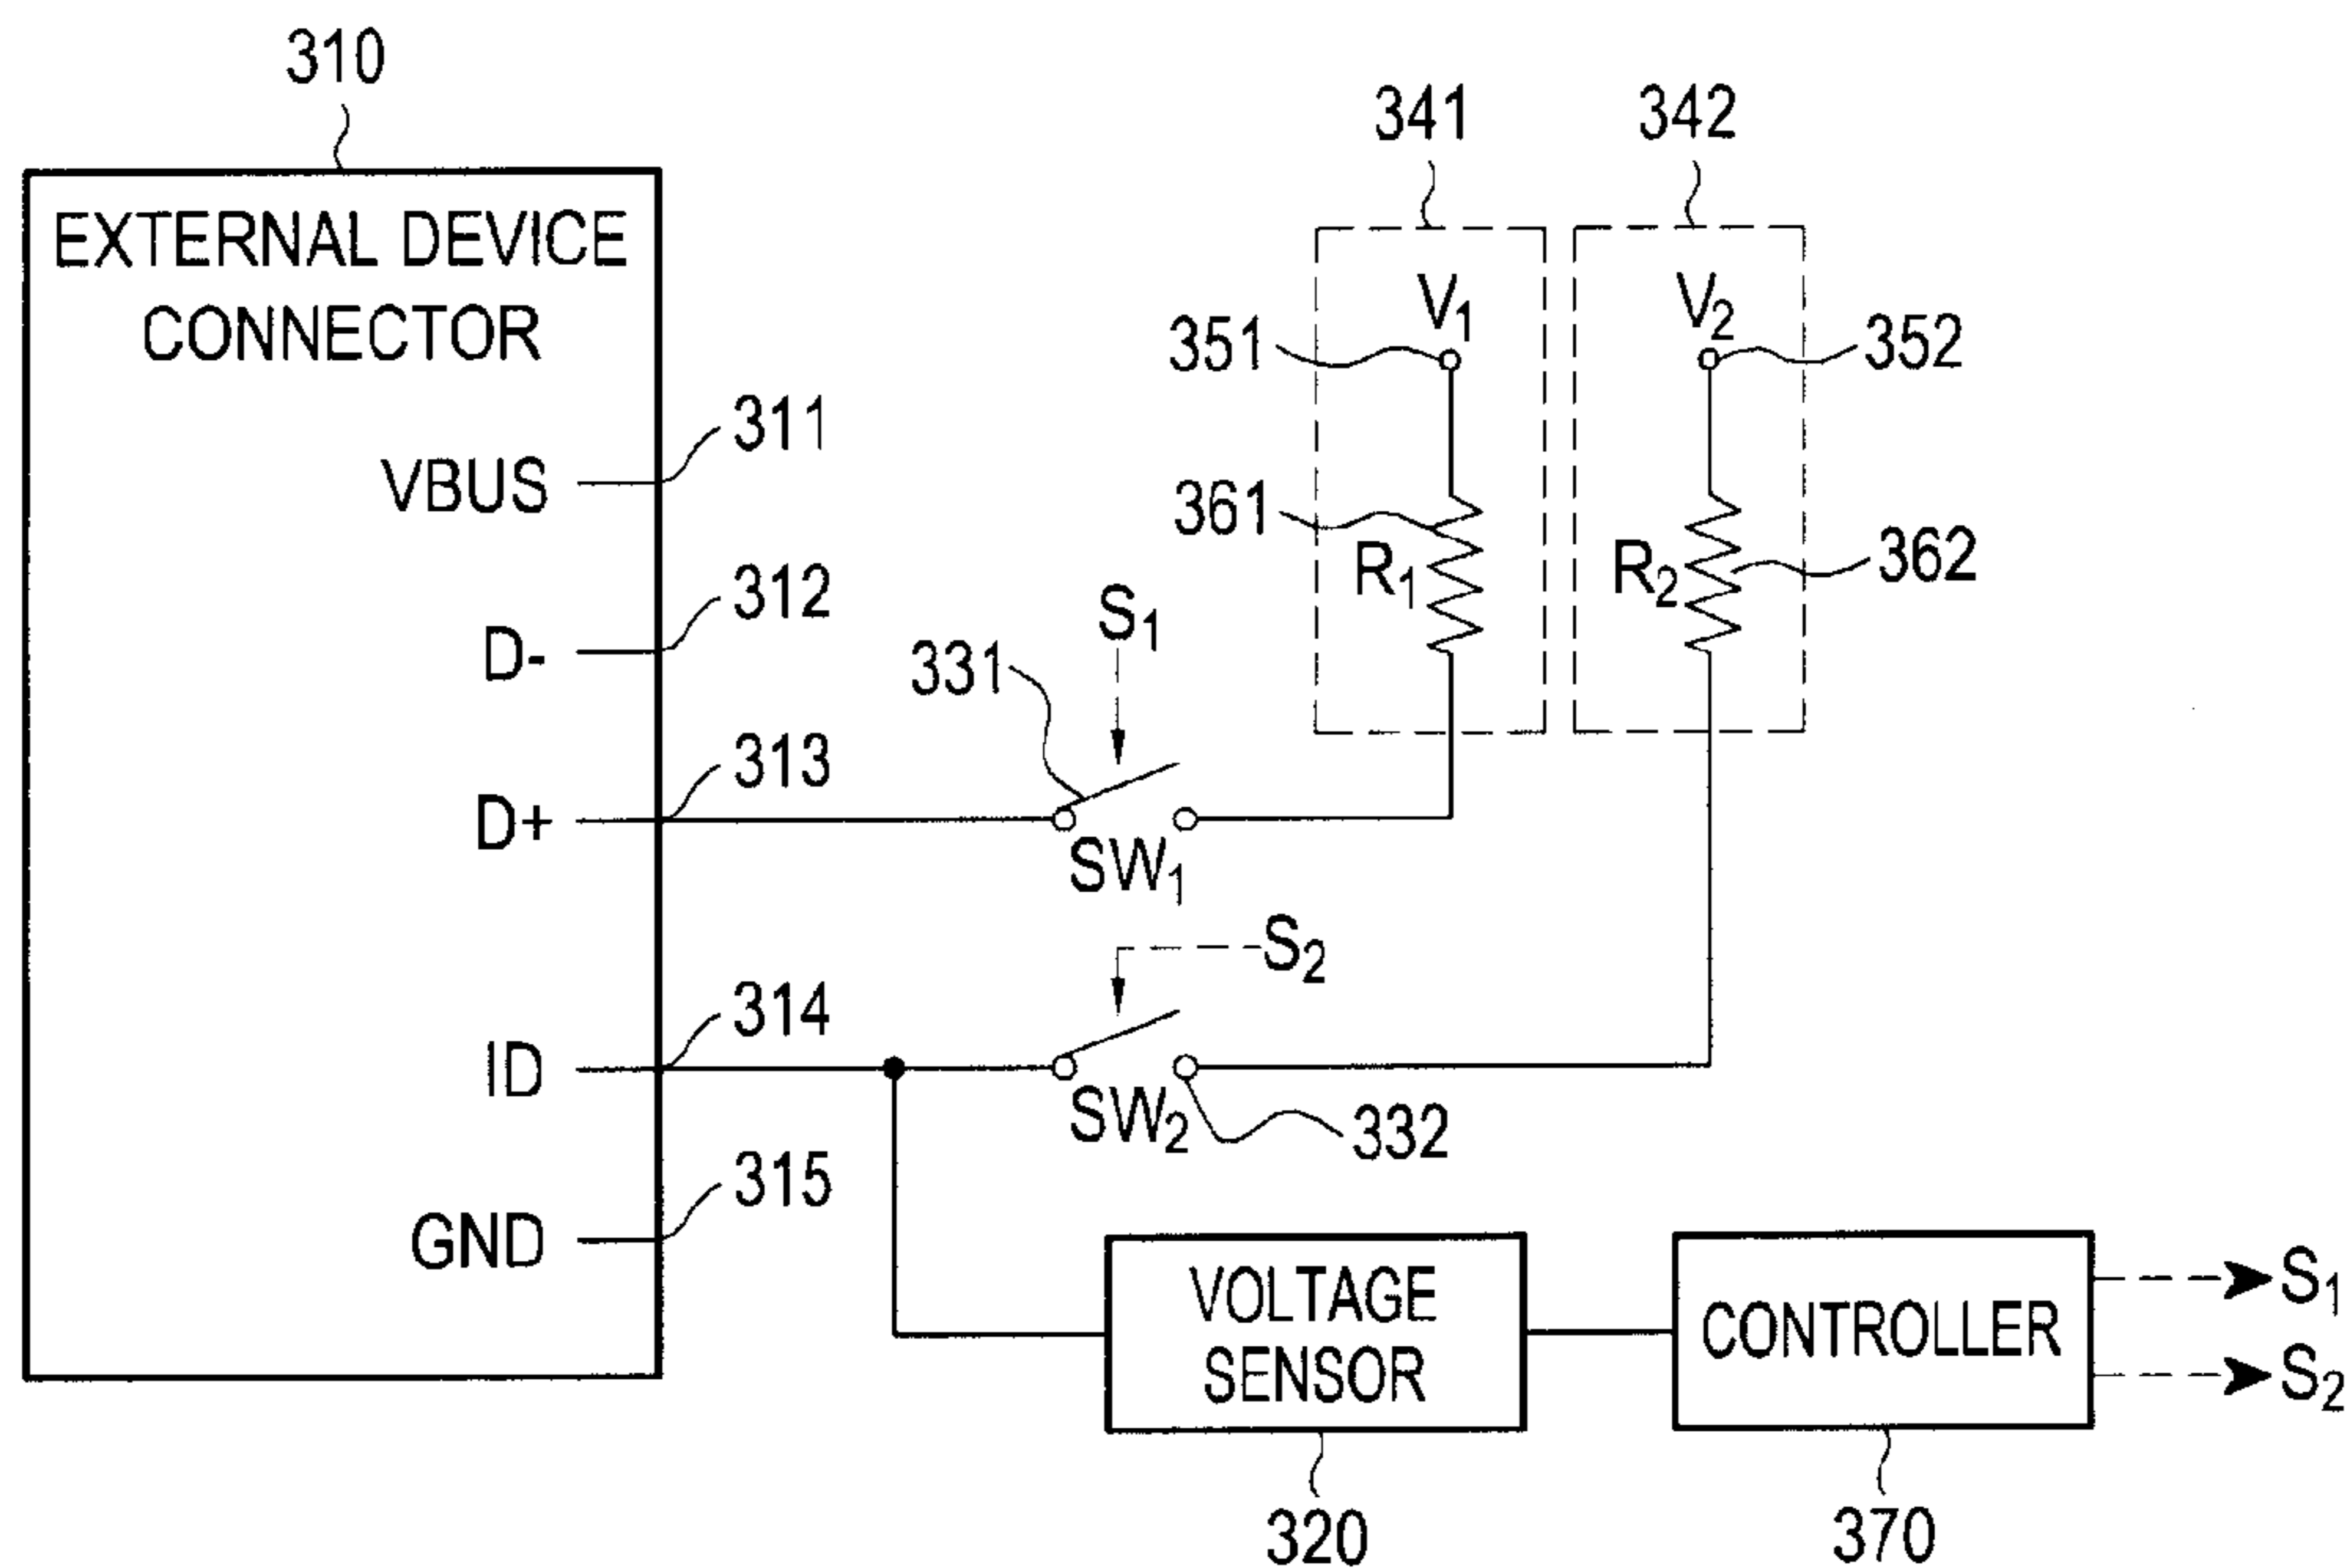 310
341
342
EXTERNAL DEVICE
CONNECTOR
V1
V2
351
352
VBUS
311
361
R1
R2
362
D-
312
S1
331
D+
313
SW1
S2
ID
314
SW2
332
GND
315
VOLTAGE
SENSOR
CONTROLLER
S1
S2
320
370